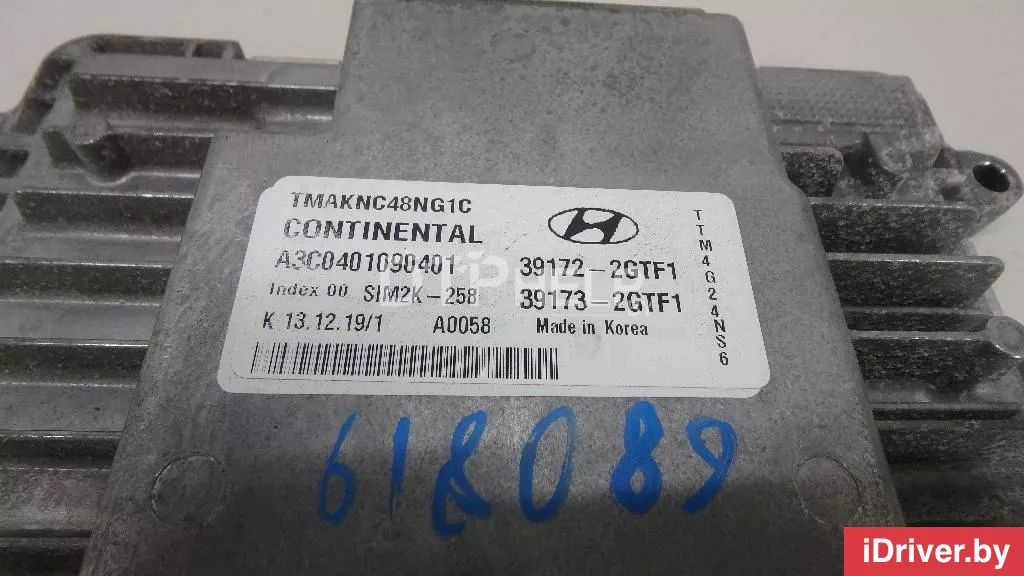 TMAKNC48NG1C
CONTINENTAL
A3C0401090401
39172-2GTF1
Index 00 SIM2K-258
39173-2GTF1
K 13.12.19/1 A0058 Made in Korea
TTM4G24NS6
618089
iDriver.by